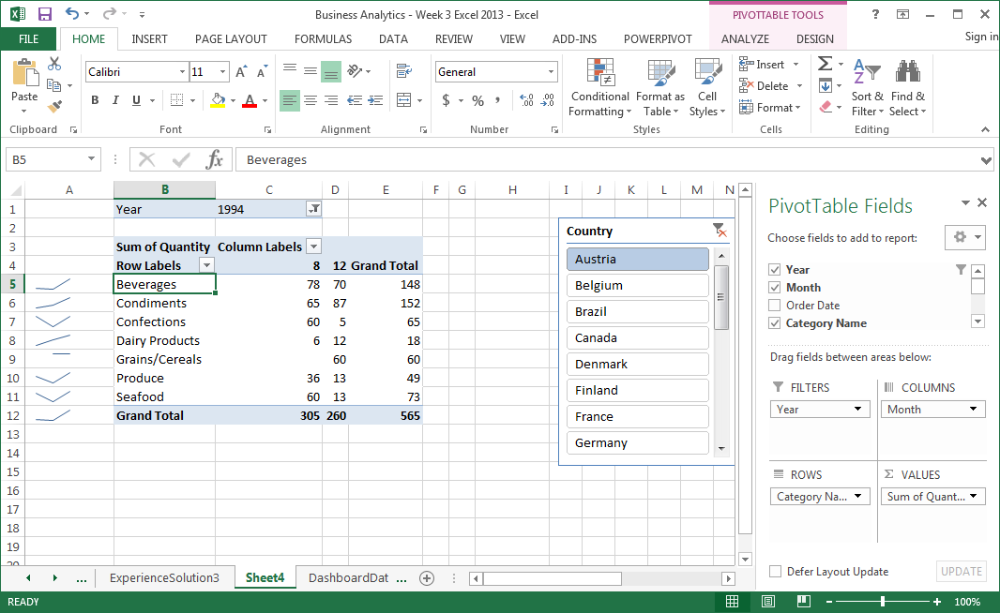 Business Analytics - Week 3 Excel 2013 - Excel
PIVOTTABLE TOOLS
?
FILE HOME INSERT PAGE LAYOUT FORMULAS DATA REVIEW VIEW ADD-INS POWERPIVOT ANALYZE DESIGN Sign in
Paste
Clipboard
Calibri 11
B I U A
Font
Alignment
General
$ % ,
Number
Conditional Formatting
Format as Table
Cell Styles
Styles
Insert
Delete
Format
Cells
Sort & Filter
Find & Select
Editing
B5 fx Beverages
A B C D E F G H I J K L M N
1 Year 1994
2
3 Sum of Quantity Column Labels
4 Row Labels 8 12 Grand Total
5 Beverages 78 70 148
6 Condiments 65 87 152
7 Confections 60 5 65
8 Dairy Products 6 12 18
9 Grains/Cereals 60 60
10 Produce 36 13 49
11 Seafood 60 13 73
12 Grand Total 305 260 565
13
14
15
16
17
18
19
20
Country
Austria
Belgium
Brazil
Canada
Denmark
Finland
France
Germany
PivotTable Fields
Choose fields to add to report:
Year
Month
Order Date
Category Name
Drag fields between areas below:
FILTERS COLUMNS
Year Month
ROWS Σ VALUES
Category Na... Sum of Quant...
Defer Layout Update UPDATE
... ExperienceSolution3 Sheet4 DashboardDat ...
READY 100%